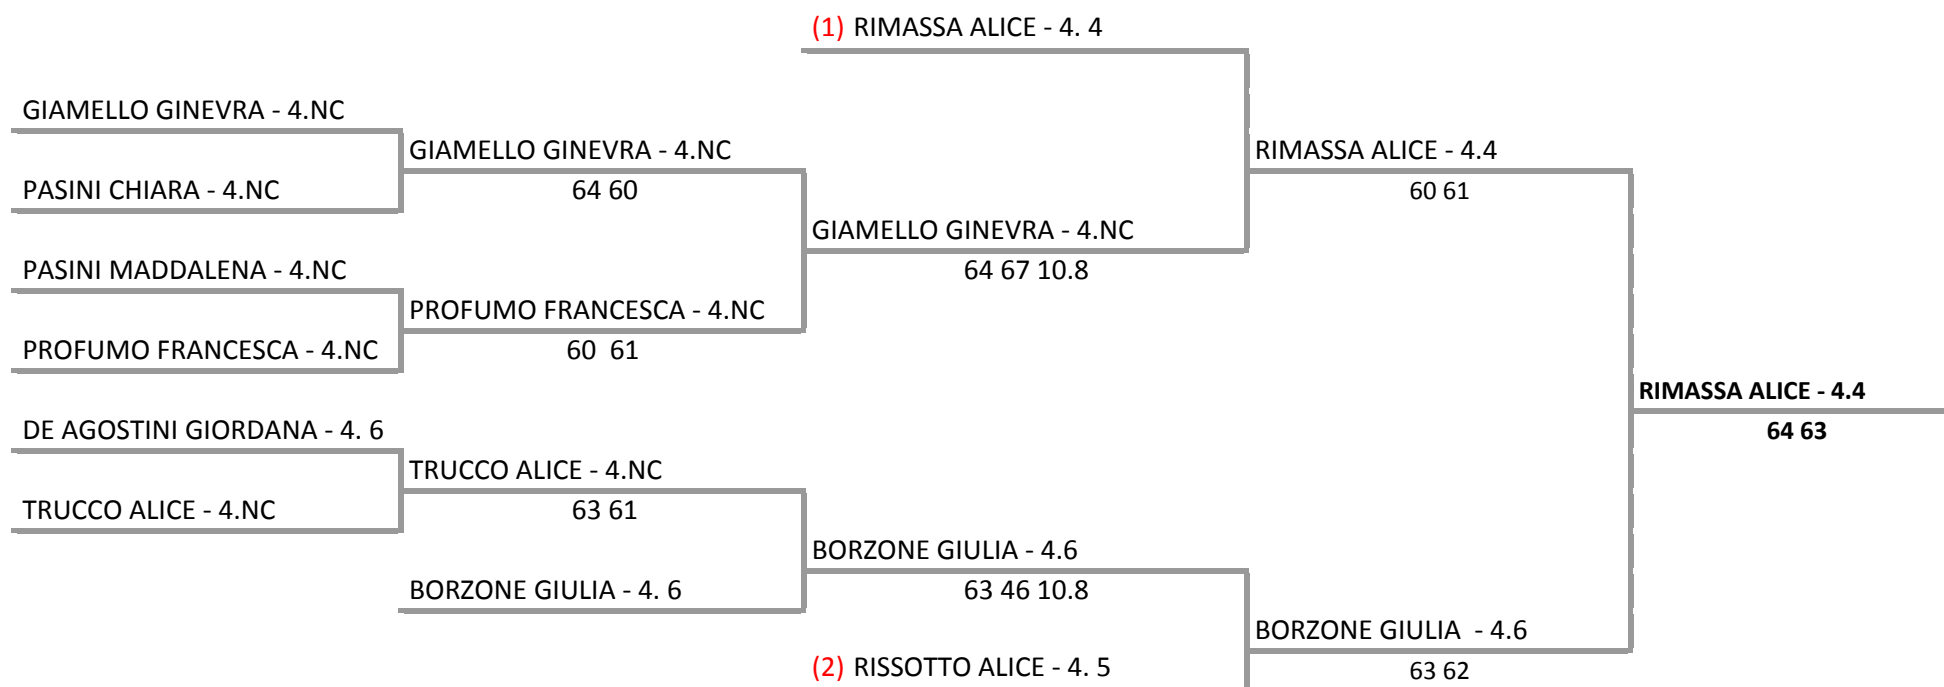 (1) RIMASSA ALICE - 4. 4
GIAMELLO GINEVRA - 4.NC
GIAMELLO GINEVRA - 4.NC
RIMASSA ALICE - 4.4
PASINI CHIARA - 4.NC
64 60
60 61
GIAMELLO GINEVRA - 4.NC
PASINI MADDALENA - 4.NC
64 67 10.8
PROFUMO FRANCESCA - 4.NC
PROFUMO FRANCESCA - 4.NC
60 61
RIMASSA ALICE - 4.4
DE AGOSTINI GIORDANA - 4. 6
64 63
TRUCCO ALICE - 4.NC
TRUCCO ALICE - 4.NC
63 61
BORZONE GIULIA - 4.6
BORZONE GIULIA - 4. 6
63 46 10.8
BORZONE GIULIA - 4.6
(2) RISSOTTO ALICE - 4. 5
63 62